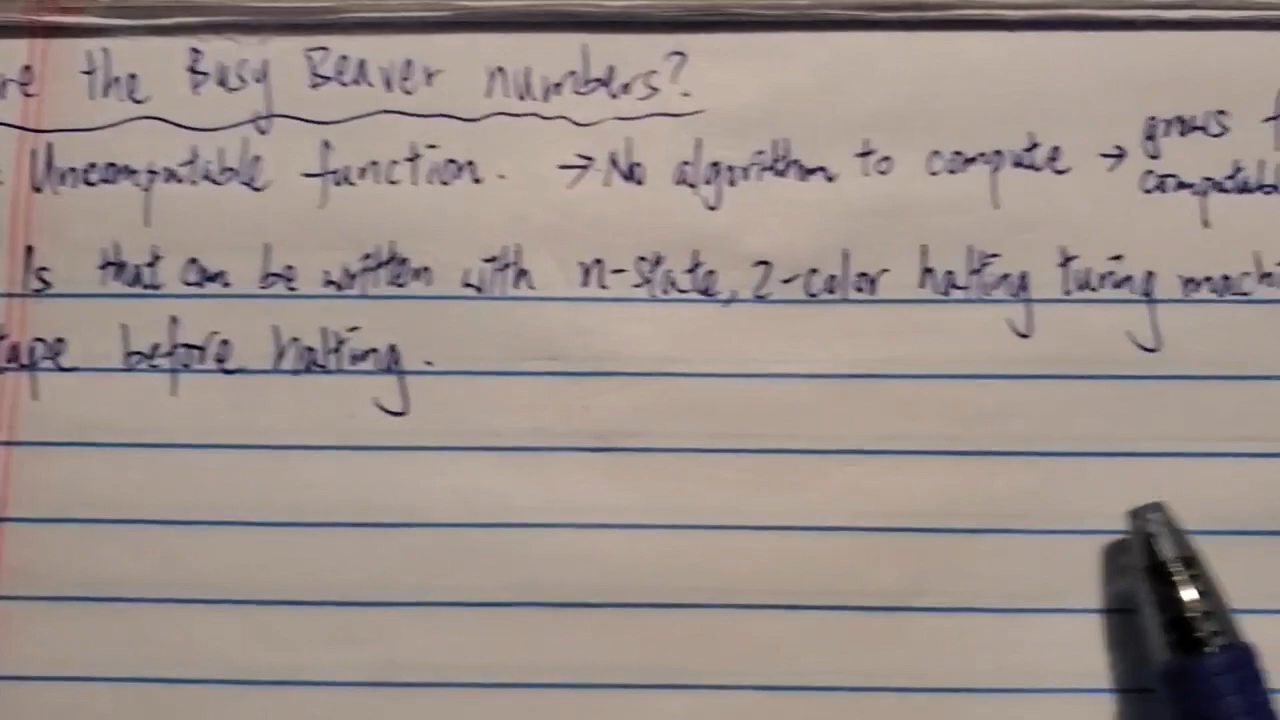 re the Busy Beaver numbers?
Uncomputable function. → No algorithm to compute → grows
computabl
1s that can be written with n-state, 2-color halting turing machi
tape before halting.